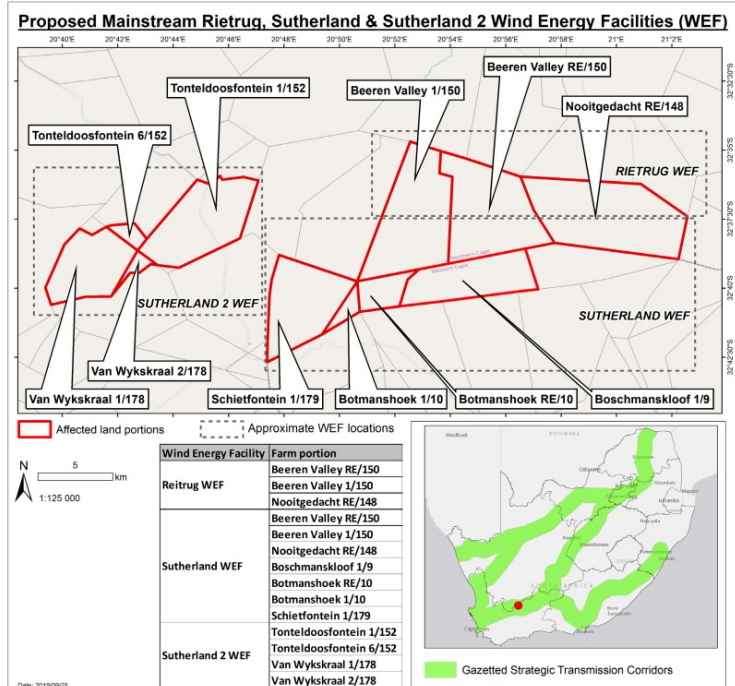 Proposed Mainstream Rietrug, Sutherland & Sutherland 2 Wind Energy Facilities (WEF)
20°40'E 20°42'E 20°44'E 20°46'E 20°48'E 20°50'E 20°52'E 20°54'E 20°56'E 20°58'E 21°E 21°2'E
32°32'30"S
32°35'S
32°37'30"S
32°40'S
32°42'30"S
Tonteldoosfontein 1/152
Beeren Valley 1/150
Beeren Valley RE/150
Nooitgedacht RE/148
Tonteldoosfontein 6/152
RIETRUG WEF
Northern Cape
Western Cape
SUTHERLAND 2 WEF
SUTHERLAND WEF
Van Wykskraal 2/178
Van Wykskraal 1/178
Schietfontein 1/179
Botmanshoek 1/10
Botmanshoek RE/10
Boschmanskloof 1/9
Affected land portions
Approximate WEF locations
N
5
km
1:125 000
Wind Energy Facility Farm portion
Reitrug WEF
Beeren Valley RE/150
Beeren Valley 1/150
Nooitgedacht RE/148
Sutherland WEF
Beeren Valley RE/150
Beeren Valley 1/150
Nooitgedacht RE/148
Boschmanskloof 1/9
Botmanshoek RE/10
Botmanshoek 1/10
Schietfontein 1/179
Sutherland 2 WEF
Tonteldoosfontein 1/152
Tonteldoosfontein 6/152
Van Wykskraal 1/178
Van Wykskraal 2/178
Windhoek
BOTSWANA
Gaborone
Maputo
SOUTH AFRICA
Gazetted Strategic Transmission Corridors
Date: 2019/09/25